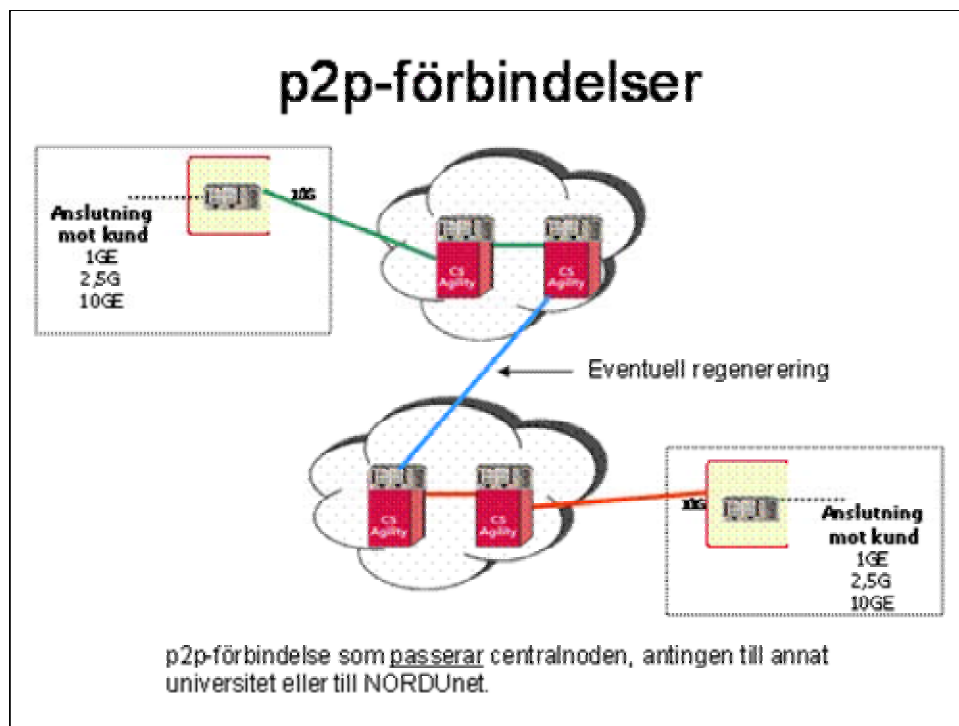 p2p-förbindelser
10G
Anslutning
mot kund
1GE
2,5G
10GE
CS
Agility
CS
Agility
Eventuell regenerering
CS
Agility
CS
Agility
10G
Anslutning
mot kund
1GE
2,5G
10GE
p2p-förbindelse som passerar centralnoden, antingen till annat
universitet eller till NORDUnet.